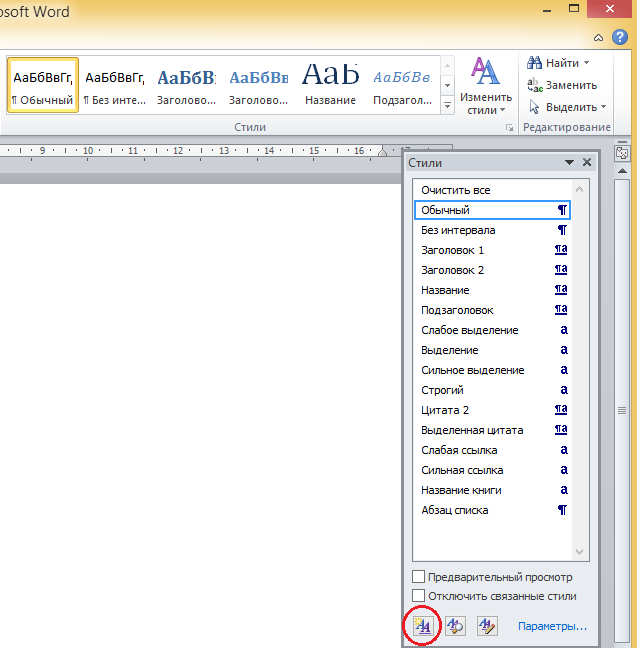 osoft Word
АаБбВвГг, АаБбВвГг, АаБбВ АаБбВв АаБ АаБбВв.
¶ Обычный ¶ Без инте... Заголово... Заголово... Название Подзагол...
Изменить
стили
Найти
Заменить
Выделить
Стили
Редактирование
9 10 11 12 13 14 15 16 17
Стили
Очистить все
Обычный ¶
Без интервала ¶
Заголовок 1 ¶a
Заголовок 2 ¶a
Название ¶a
Подзаголовок ¶a
Слабое выделение a
Выделение a
Сильное выделение a
Строгий a
Цитата 2 ¶a
Выделенная цитата ¶a
Слабая ссылка a
Сильная ссылка a
Название книги a
Абзац списка ¶
Предварительный просмотр
Отключить связанные стили
Параметры...